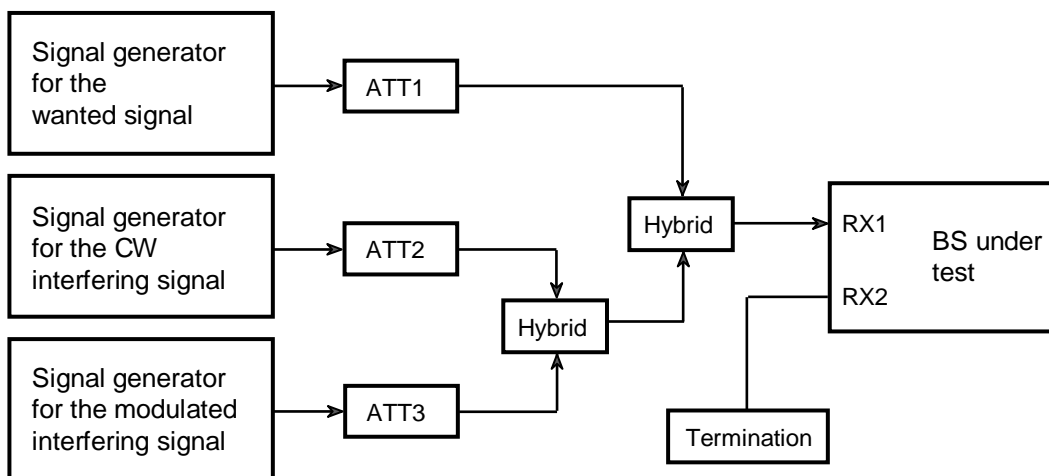 Signal generator
for the
wanted signal
ATT1
Signal generator
for the CW
interfering signal
ATT2
Hybrid
Hybrid
Signal generator
for the modulated
interfering signal
ATT3
RX1
RX2
BS under
test
Termination